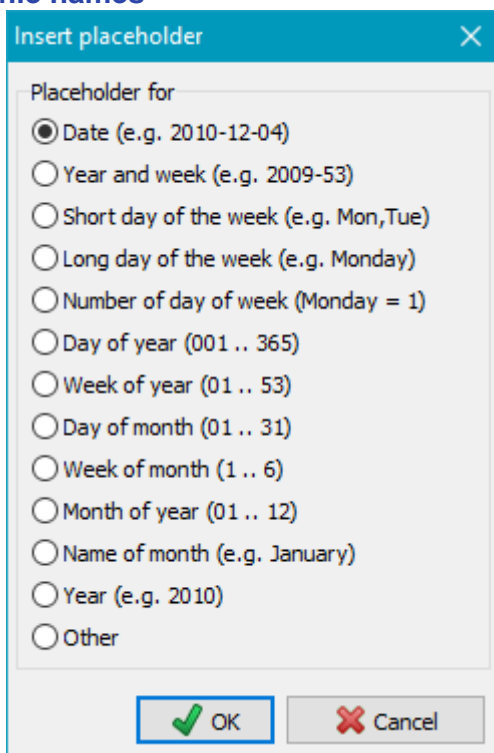 names
Insert placeholder
Placeholder for
Date (e.g. 2010-12-04)
Year and week (e.g. 2009-53)
Short day of the week (e.g. Mon,Tue)
Long day of the week (e.g. Monday)
Number of day of week (Monday = 1)
Day of year (001 .. 365)
Week of year (01 .. 53)
Day of month (01 .. 31)
Week of month (1 .. 6)
Month of year (01 .. 12)
Name of month (e.g. January)
Year (e.g. 2010)
Other
OK Cancel